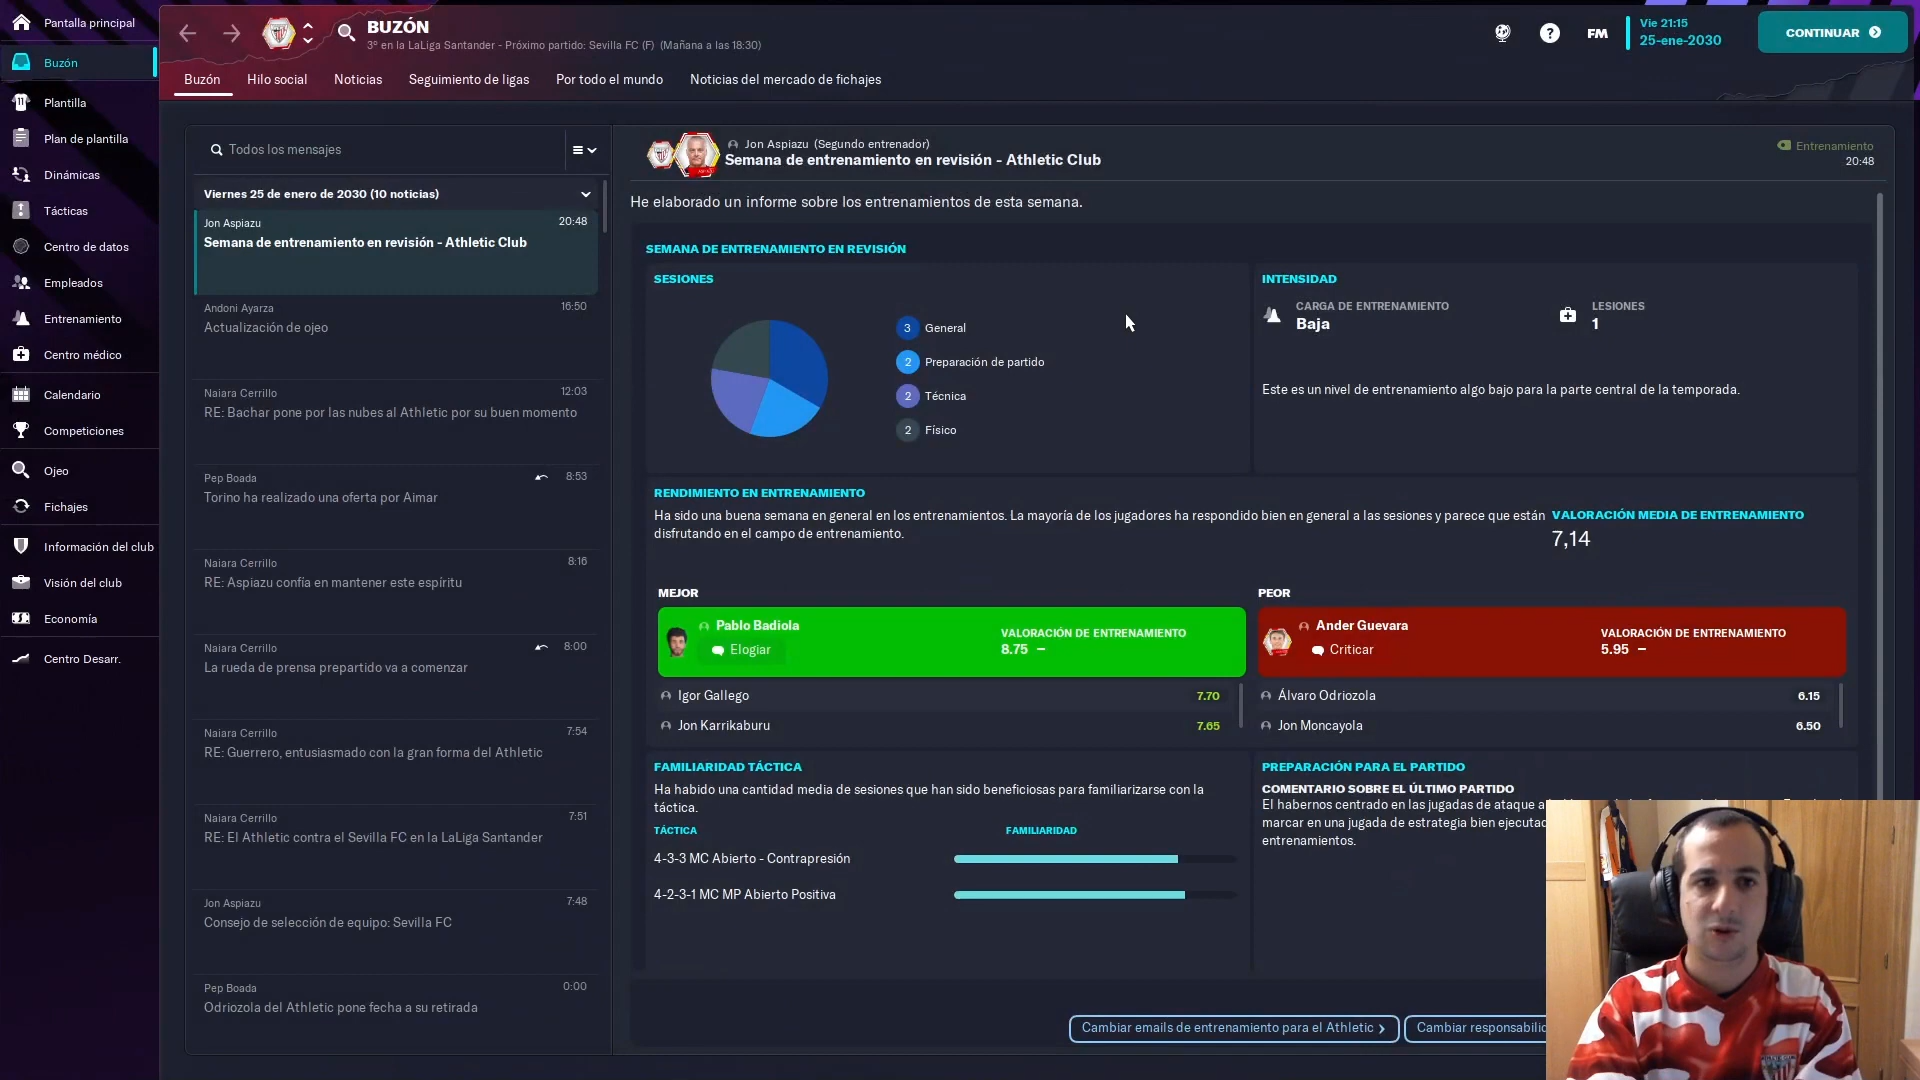 Pantalla principal
Buzón
Plantilla
Plan de plantilla
Dinámicas
Tácticas
Centro de datos
Empleados
Entrenamiento
Centro médico
Calendario
Competiciones
Ojeo
Fichajes
Información del club
Visión del club
Economía
Centro Desarr.
BUZÓN
3º en la LaLiga Santander - Próximo partido: Sevilla FC (F) (Mañana a las 18:30)
FM
Vie 21:15
25-ene-2030
CONTINUAR
Buzón Hilo social Noticias Seguimiento de ligas Por todo el mundo Noticias del mercado de fichajes
Todos los mensajes
Viernes 25 de enero de 2030 (10 noticias)
Jon Aspiazu 20:48
Semana de entrenamiento en revisión - Athletic Club
Andoni Ayarza 16:50
Actualización de ojeo
Naiara Cerrillo 12:03
RE: Bachar pone por las nubes al Athletic por su buen momento
Pep Boada 8:53
Torino ha realizado una oferta por Aimar
Naiara Cerrillo 8:16
RE: Aspiazu confía en mantener este espíritu
Naiara Cerrillo 8:00
La rueda de prensa prepartido va a comenzar
Naiara Cerrillo 7:54
RE: Guerrero, entusiasmado con la gran forma del Athletic
Naiara Cerrillo 7:51
RE: El Athletic contra el Sevilla FC en la LaLiga Santander
Jon Aspiazu 7:48
Consejo de selección de equipo: Sevilla FC
Pep Boada 0:00
Odriozola del Athletic pone fecha a su retirada
Jon Aspiazu (Segundo entrenador)
Semana de entrenamiento en revisión - Athletic Club
Entrenamiento
20:48
He elaborado un informe sobre los entrenamientos de esta semana.
SEMANA DE ENTRENAMIENTO EN REVISIÓN
SESIONES
3 General
2 Preparación de partido
2 Técnica
2 Físico
INTENSIDAD
CARGA DE ENTRENAMIENTO
Baja
LESIONES
1
Este es un nivel de entrenamiento algo bajo para la parte central de la temporada.
RENDIMIENTO EN ENTRENAMIENTO
Ha sido una buena semana en general en los entrenamientos. La mayoría de los jugadores ha respondido bien en general a las sesiones y parece que están
disfrutando en el campo de entrenamiento.
VALORACIÓN MEDIA DE ENTRENAMIENTO
7,14
MEJOR
Pablo Badiola
Elogiar
VALORACIÓN DE ENTRENAMIENTO
8.75 –
Igor Gallego 7.70
Jon Karrikaburu 7.65
PEOR
Ander Guevara
Criticar
VALORACIÓN DE ENTRENAMIENTO
5.95 –
Álvaro Odriozola 6.15
Jon Moncayola 6.50
FAMILIARIDAD TÁCTICA
Ha habido una cantidad media de sesiones que han sido beneficiosas para familiarizarse con la
táctica.
TÁCTICA FAMILIARIDAD
4-3-3 MC Abierto - Contrapresión
4-2-3-1 MC MP Abierto Positiva
PREPARACIÓN PARA EL PARTIDO
COMENTARIO SOBRE EL ÚLTIMO PARTIDO
El habernos centrado en las jugadas de ataque a
marcar en una jugada de estrategia bien ejecutad
entrenamientos.
Cambiar emails de entrenamiento para el Athletic
Cambiar responsabilid